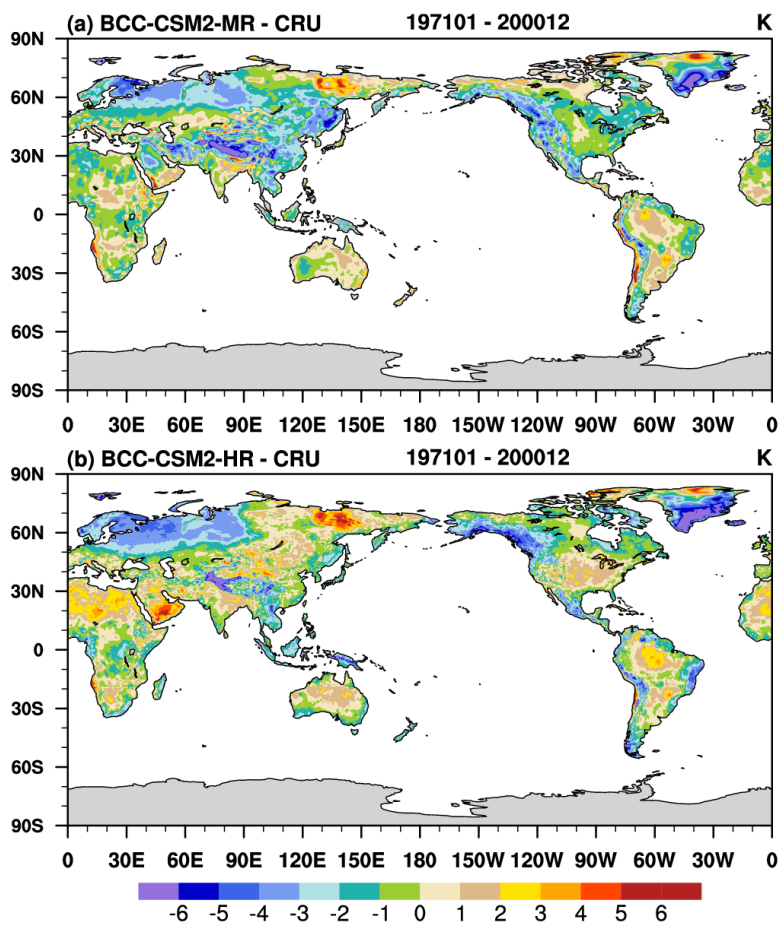 (a) BCC-CSM2-MR - CRU 197101 - 200012 K
90N
60N
30N
0
30S
60S
90S
0 30E 60E 90E 120E 150E 180 150W 120W 90W 60W 30W 0
(b) BCC-CSM2-HR - CRU 197101 - 200012 K
90N
60N
30N
0
30S
60S
90S
0 30E 60E 90E 120E 150E 180 150W 120W 90W 60W 30W 0
-6 -5 -4 -3 -2 -1 0 1 2 3 4 5 6